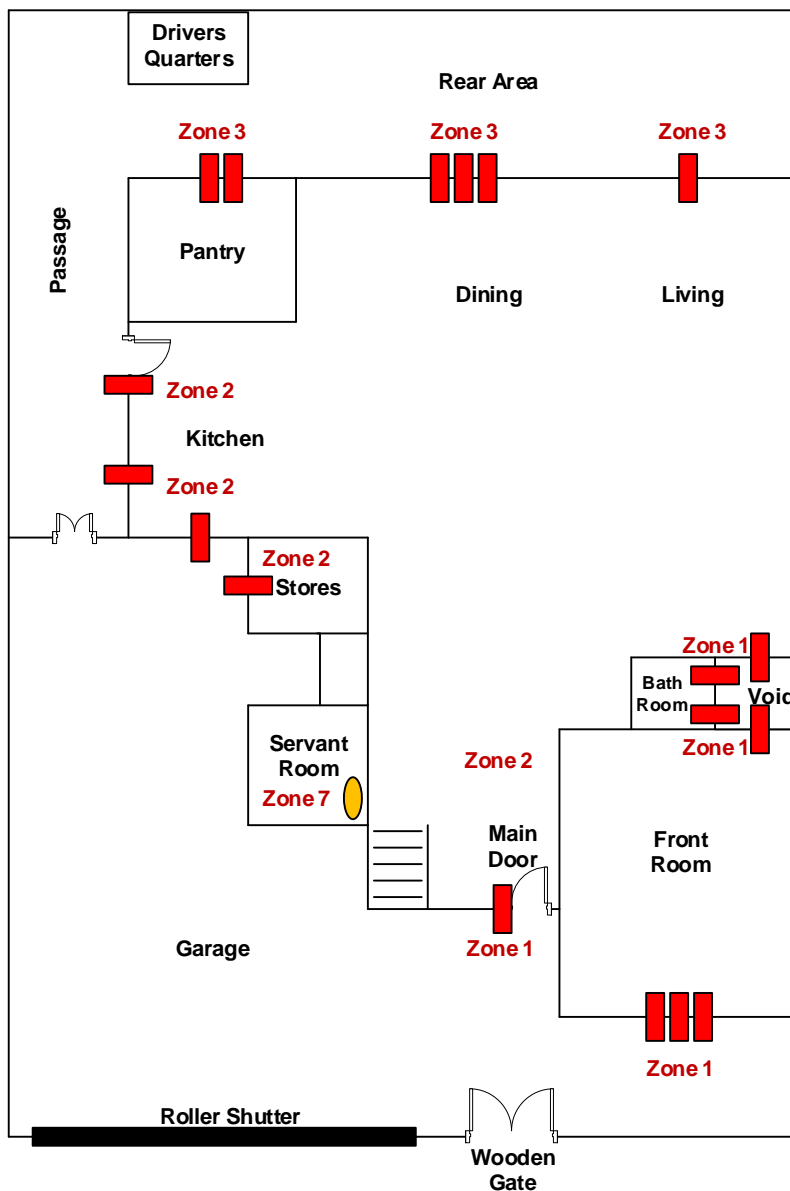 Drivers
Quarters
Rear Area
Zone 3
Zone 3
Zone 3
Passage
Pantry
Dining
Living
Zone 2
Kitchen
Zone 2
Zone 2
Stores
Zone 1
Bath
Room
Void
Zone 1
Servant
Room
Zone 7
Zone 2
Main
Door
Front
Room
Garage
Zone 1
Zone 1
Roller Shutter
Wooden
Gate